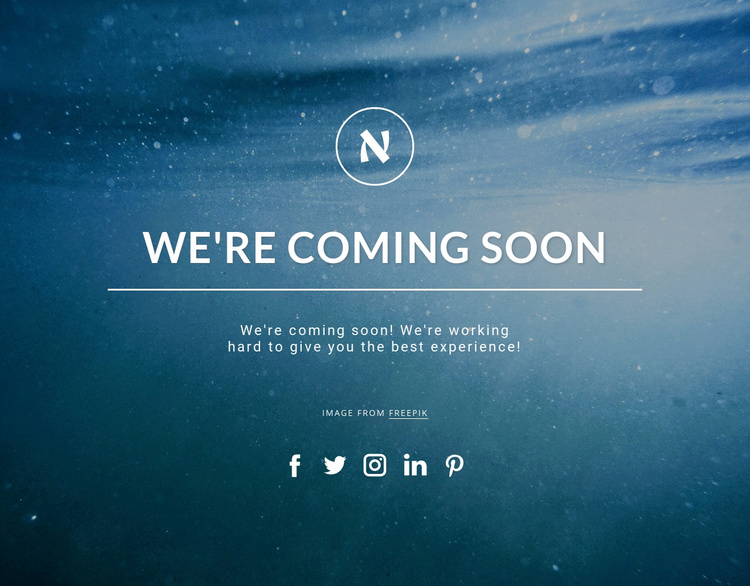 א
WE'RE COMING SOON
We're coming soon! We're working
hard to give you the best experience!
IMAGE FROM FREEPIK